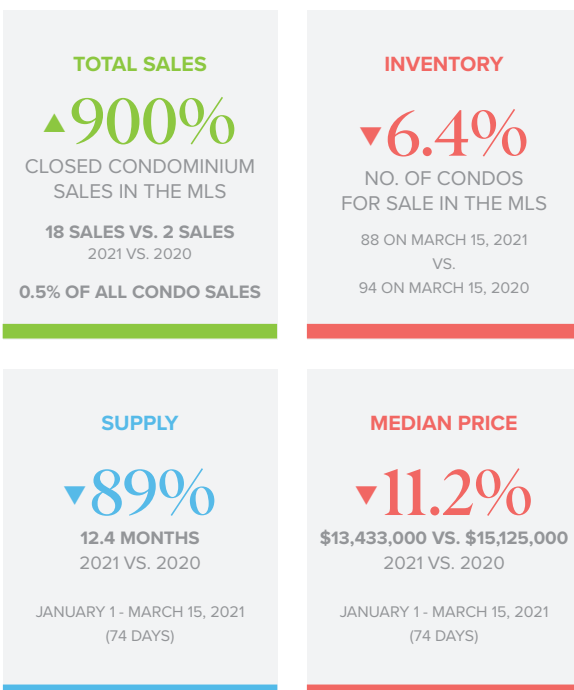 TOTAL SALES
▲900%
CLOSED CONDOMINIUM
SALES IN THE MLS
18 SALES VS. 2 SALES
2021 VS. 2020
0.5% OF ALL CONDO SALES
INVENTORY
▼6.4%
NO. OF CONDOS
FOR SALE IN THE MLS
88 ON MARCH 15, 2021
VS.
94 ON MARCH 15, 2020
SUPPLY
▼89%
12.4 MONTHS
2021 VS. 2020
JANUARY 1 - MARCH 15, 2021
(74 DAYS)
MEDIAN PRICE
▼11.2%
$13,433,000 VS. $15,125,000
2021 VS. 2020
JANUARY 1 - MARCH 15, 2021
(74 DAYS)